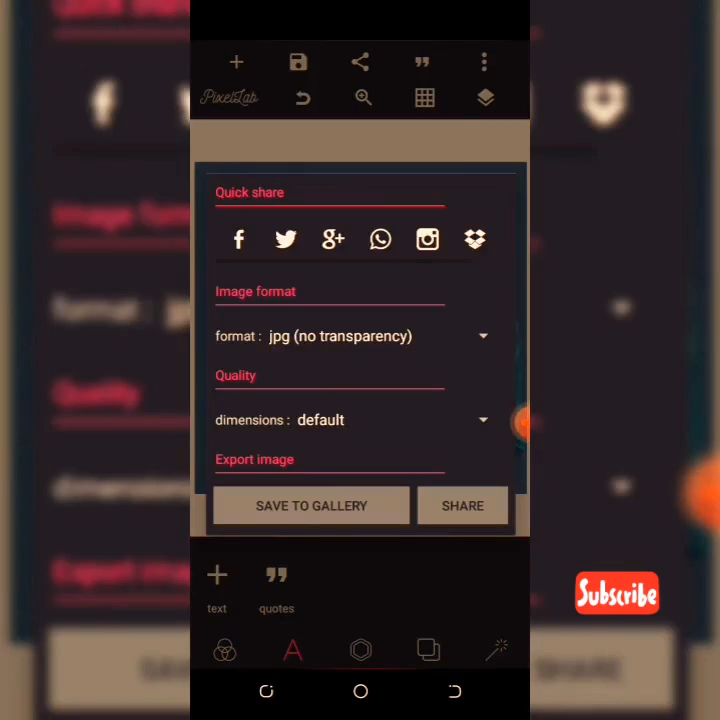 PixelLab
Quick share
Image format
format : jpg (no transparency)
Quality
dimensions : default
Export image
SAVE TO GALLERY SHARE
text quotes
Subscribe